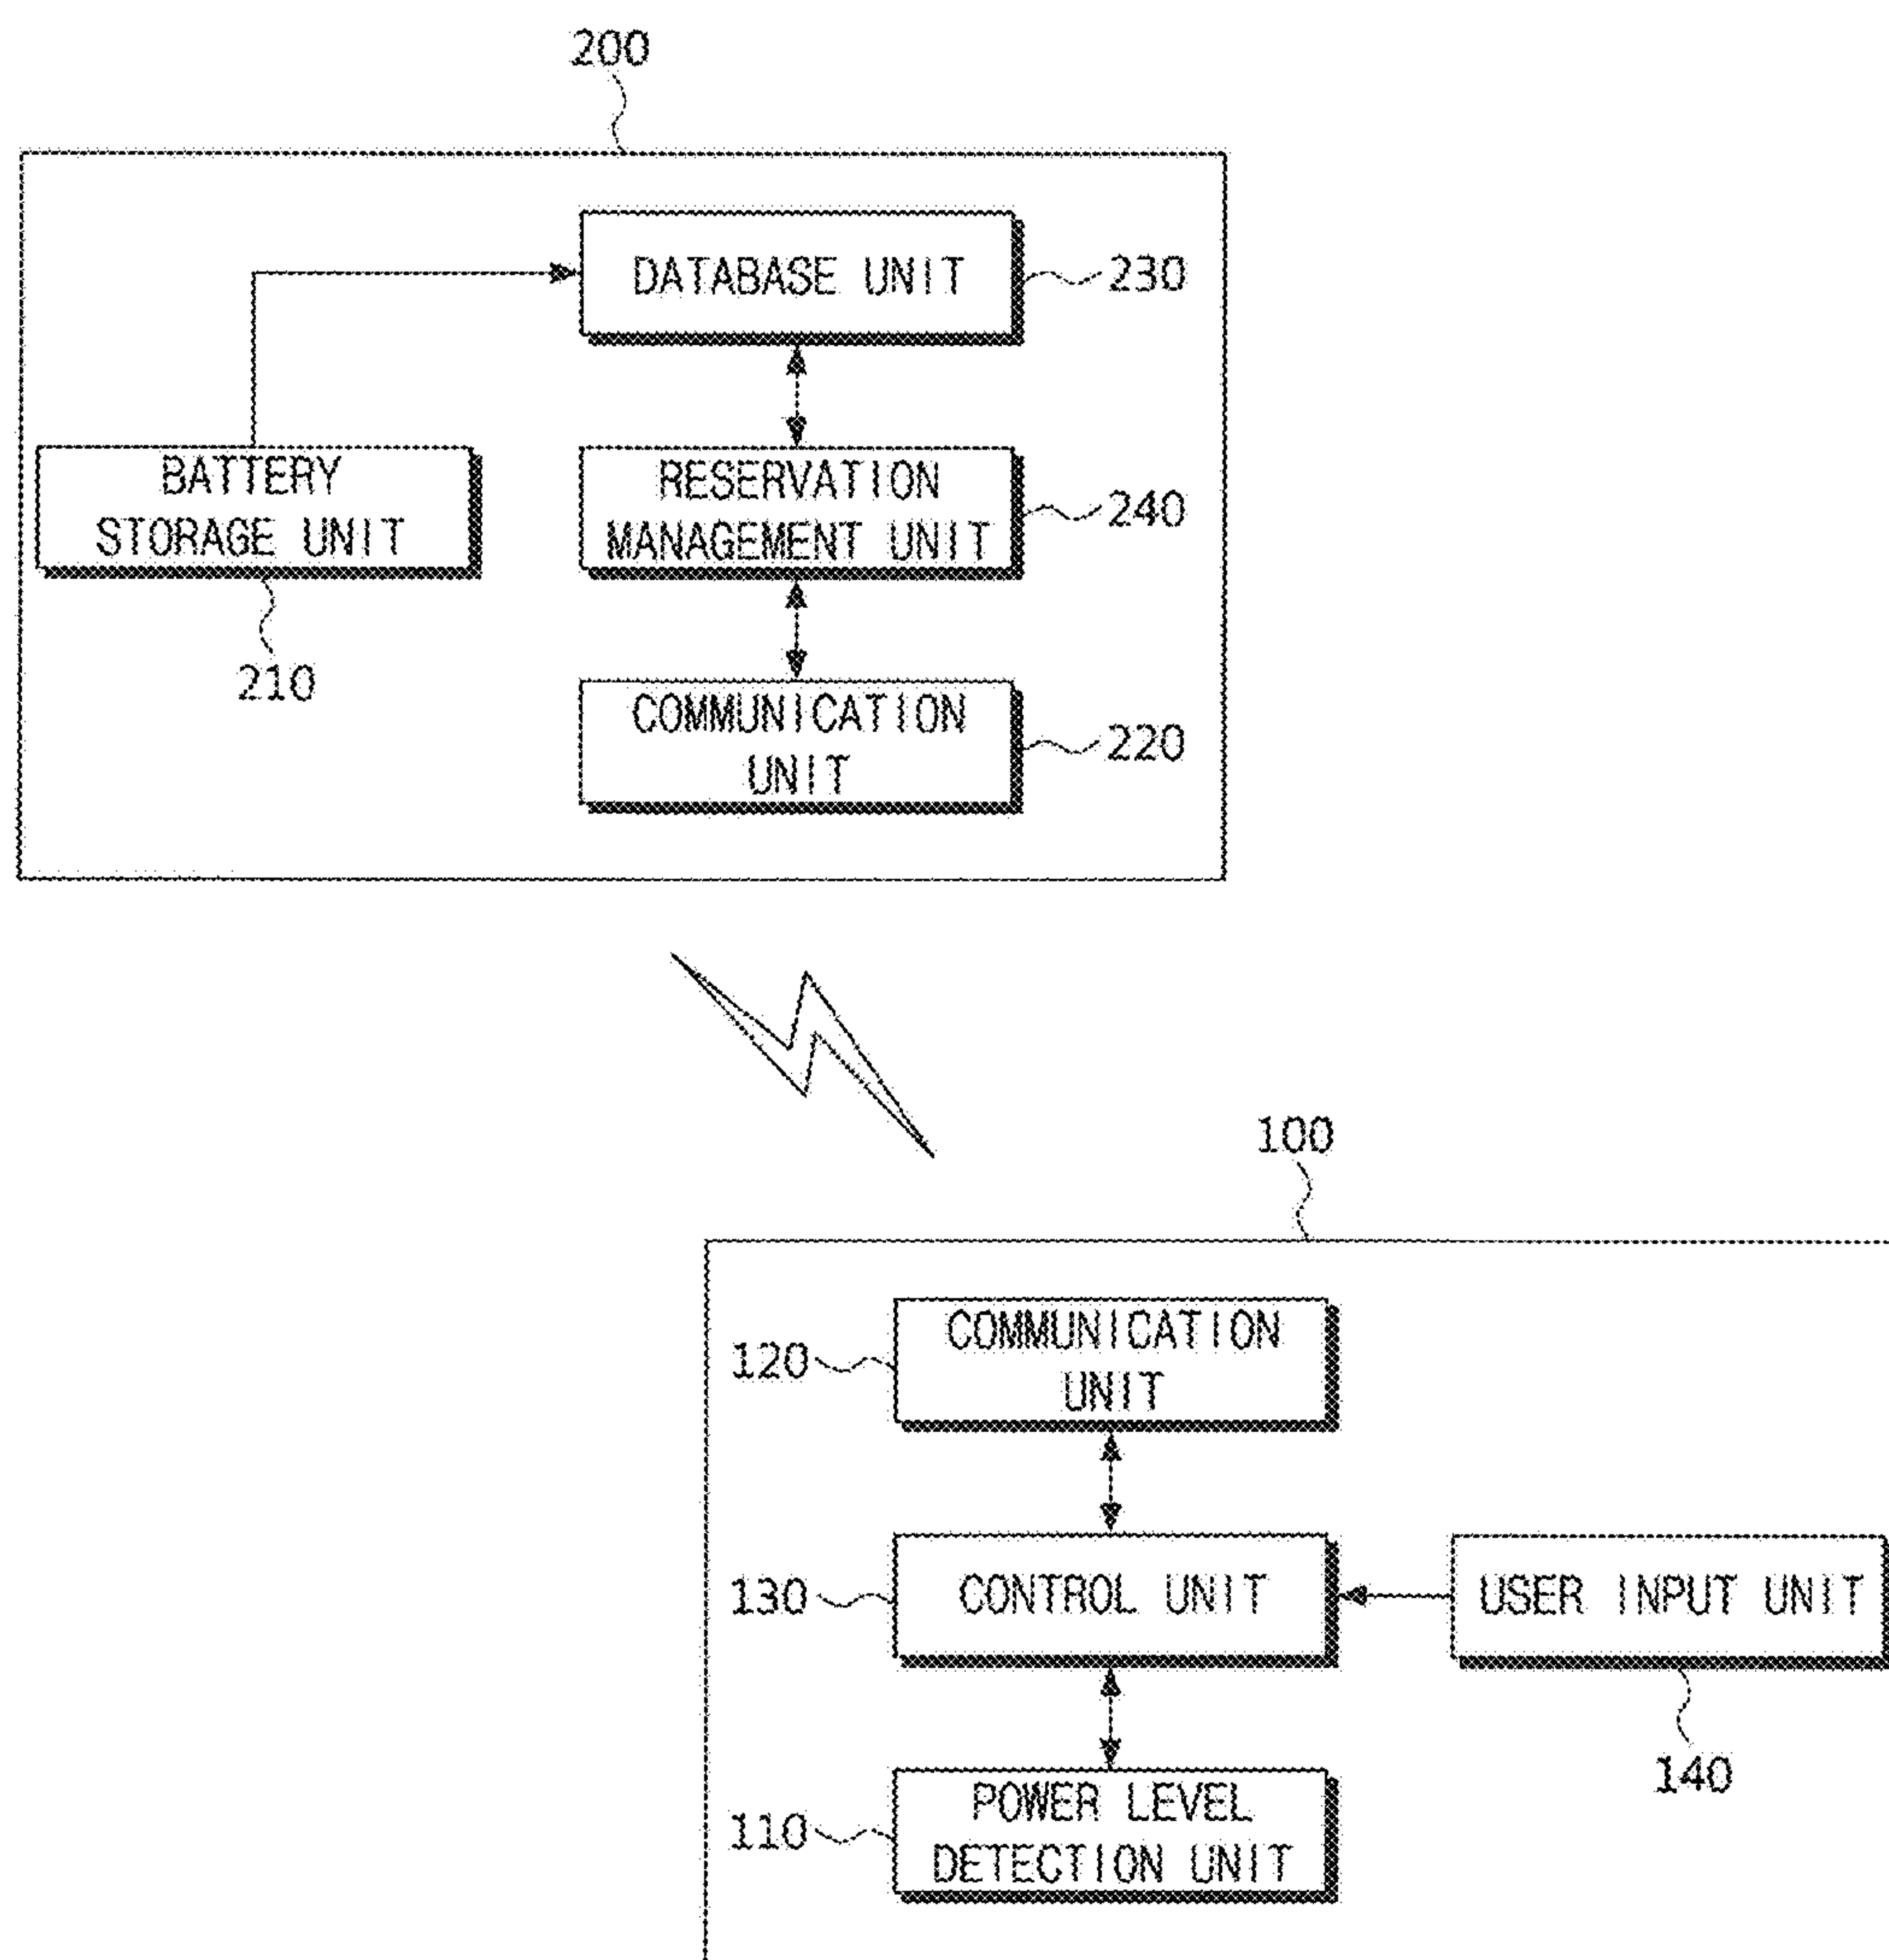 200
DATABASE UNIT
230
BATTERY
STORAGE UNIT
210
RESERVATION
MANAGEMENT UNIT
240
COMMUNICATION
UNIT
220
100
120
COMMUNICATION
UNIT
130
CONTROL UNIT
USER INPUT UNIT
140
110
POWER LEVEL
DETECTION UNIT